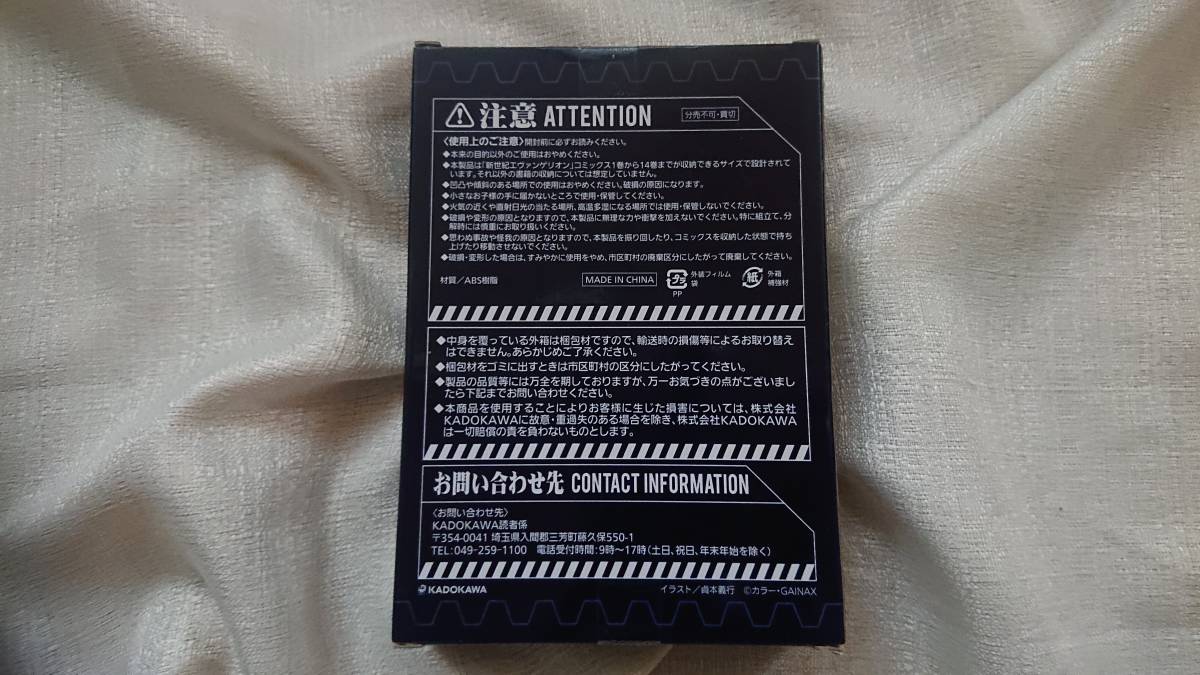 注意 ATTENTION 分売不可・買切
〈使用上のご注意〉開封前に必ずお読みください。
◆本来の目的以外のご使用はおやめください。
◆本製品は「新世紀エヴァンゲリオン」コミックス1巻から14巻までが収納できるサイズで設計されて
います。それ以外の書籍の収納については想定していません。
◆凹凸や傾斜のある場所での使用はおやめください。破損の原因になります。
◆小さなお子様の手に届かないところで使用・保管してください。
◆火気の近くや直射日光の当たる場所、高温多湿になる場所では使用・保管しないでください。
◆破損や変形の原因となりますので、本製品に無理な力や衝撃を加えないでください。特に組立て、分
解時には慎重にお取り扱いください。
◆思わぬ事故や怪我の原因となりますので、本製品を振り回したり、コミックスを収納した状態で持ち
上げたり移動させないでください。
◆破損・変形した場合は、すみやかに使用をやめ、市区町村の廃棄区分にしたがって廃棄してください。
材質／ABS樹脂 MADE IN CHINA プラ PP 外装フィルム 袋 紙 外箱 補強材
◆中身を覆っている外箱は梱包材ですので、輸送時の損傷等によるお取り替え
はできません。あらかじめご了承ください。
◆梱包材をゴミに出すときは市区町村の区分にしたがってください。
◆製品の品質等には万全を期しておりますが、万一お気づきの点がございまし
たら下記までお問い合わせください。
◆本商品を使用することによりお客様に生じた損害については、株式会社
KADOKAWAに故意・重過失のある場合を除き、株式会社KADOKAWA
は一切賠償の責を負わないものとします。
お問い合わせ先 CONTACT INFORMATION
〈お問い合わせ先〉
KADOKAWA読者係
〒354-0041 埼玉県入間郡三芳町藤久保550-1
TEL：049-259-1100 電話受付時間：9時～17時（土日、祝日、年末年始を除く）
KADOKAWA イラスト／貞本義行 ©カラー・GAINAX